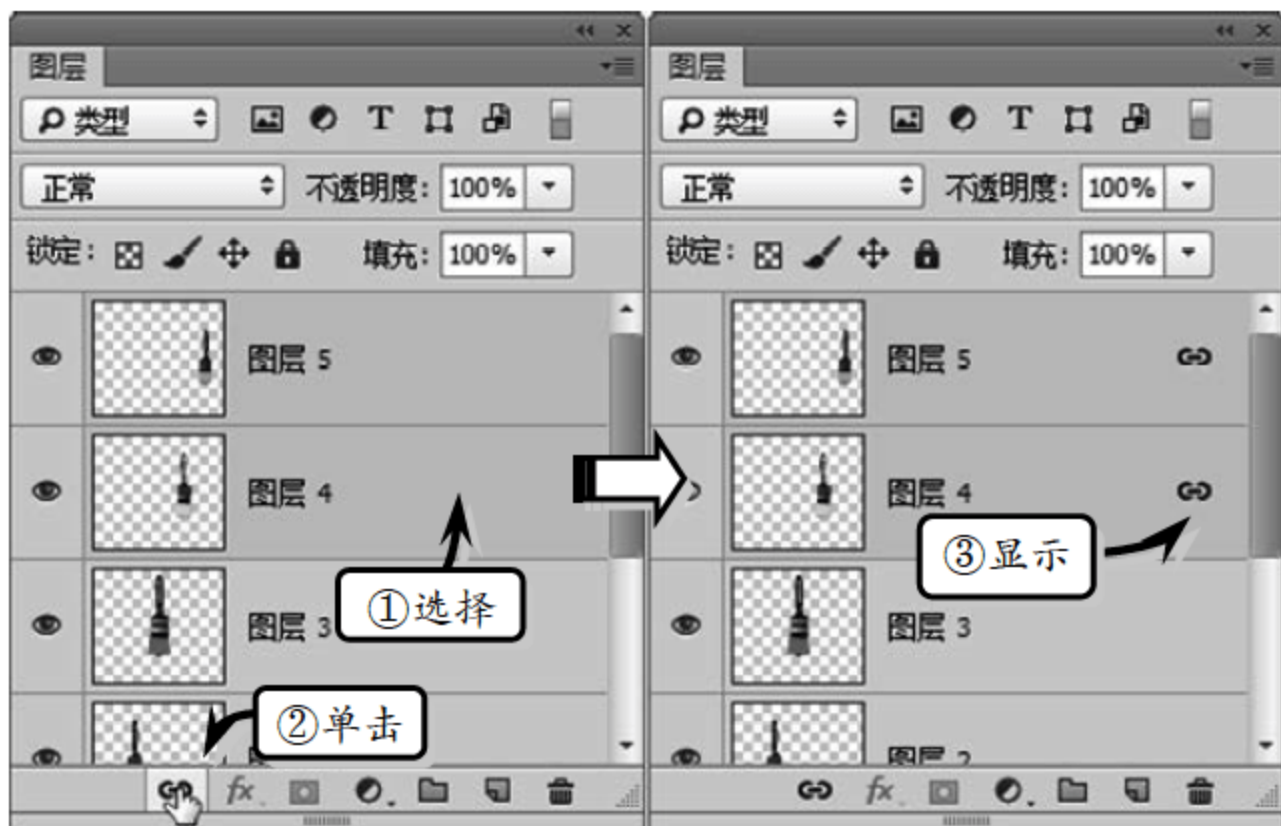 图层
类型
T
正常 不透明度: 100%
锁定: 填充: 100%
图层 5
图层 4
①选择
图层 3
②单击
fx
图层
类型
T
正常 不透明度: 100%
锁定: 填充: 100%
图层 5
图层 4
③显示
图层 3
图层 2
fx